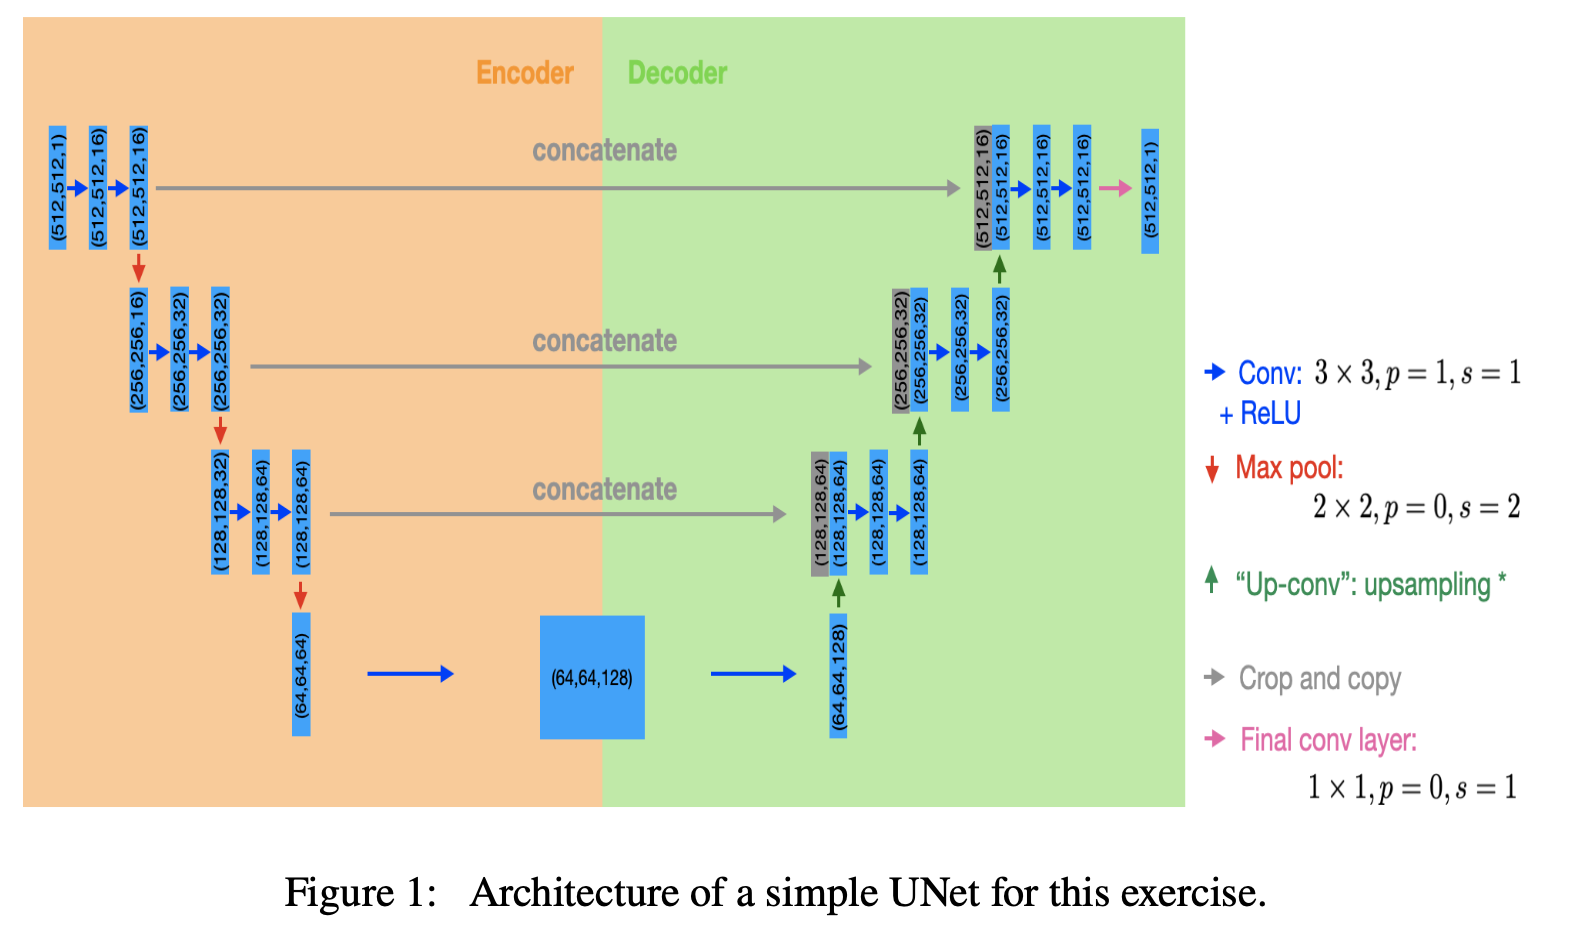 Encoder Decoder
concatenate
(512,512,1)
(512,512,16)
(512,512,16)
(512,512,16)
(512,512,16)
(512,512,16)
(512,512,16)
(512,512,1)
concatenate
(256,256,16)
(256,256,32)
(256,256,32)
(256,256,32)
(256,256,32)
(256,256,32)
(256,256,32)
concatenate
(128,128,32)
(128,128,64)
(128,128,64)
(128,128,64)
(128,128,64)
(128,128,64)
(128,128,64)
(64,64,64)
(64,64,128)
(64,64,128)
Conv: 3 × 3, p = 1, s = 1
+ ReLU
Max pool:
2 × 2, p = 0, s = 2
“Up-conv”: upsampling *
Crop and copy
Final conv layer:
1 × 1, p = 0, s = 1
Figure 1: Architecture of a simple UNet for this exercise.